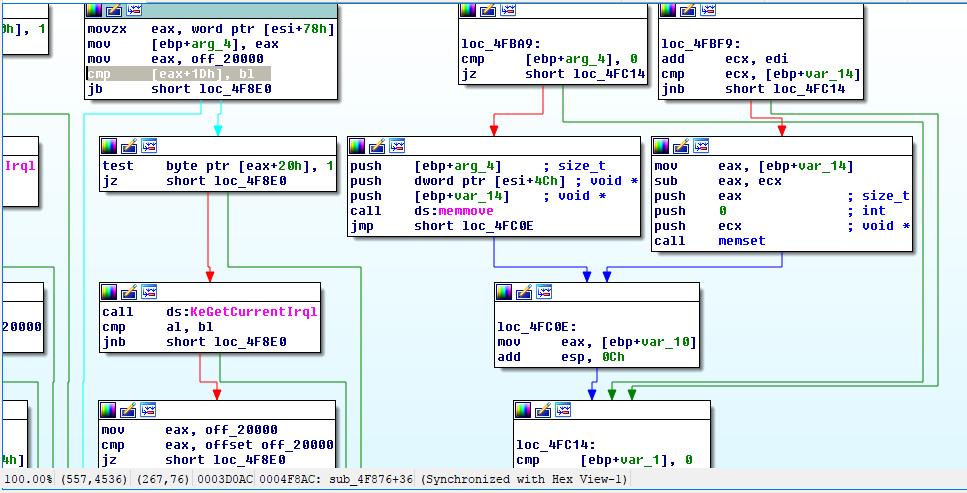 0h], 1
movzx eax, word ptr [esi+78h]
mov [ebp+arg_4], eax
mov eax, off_20000
cmp [eax+1Dh], bl
jb short loc_4F8E0
loc_4FBA9:
cmp [ebp+arg_4], 0
jz short loc_4FC14
loc_4FBF9:
add ecx, edi
cmp ecx, [ebp+var_14]
jnb short loc_4FC14
Irql
test byte ptr [eax+20h], 1
jz short loc_4F8E0
push [ebp+arg_4] ; size_t
push dword ptr [esi+4Ch] ; void *
push [ebp+var_14] ; void *
call ds:memmove
jmp short loc_4FC0E
mov eax, [ebp+var_14]
sub eax, ecx
push eax ; size_t
push 0 ; int
push ecx ; void *
call memset
20000
call ds:KeGetCurrentIrql
cmp al, bl
jnb short loc_4F8E0
loc_4FC0E:
mov eax, [ebp+var_10]
add esp, 0Ch
4h]
mov eax, off_20000
cmp eax, offset off_20000
jz short loc_4F8E0
loc_4FC14:
cmp [ebp+var_1], 0
100.00% (557,4536) (267,76) 0003D0AC 0004F8AC: sub_4F876+36 (Synchronized with Hex View-1)